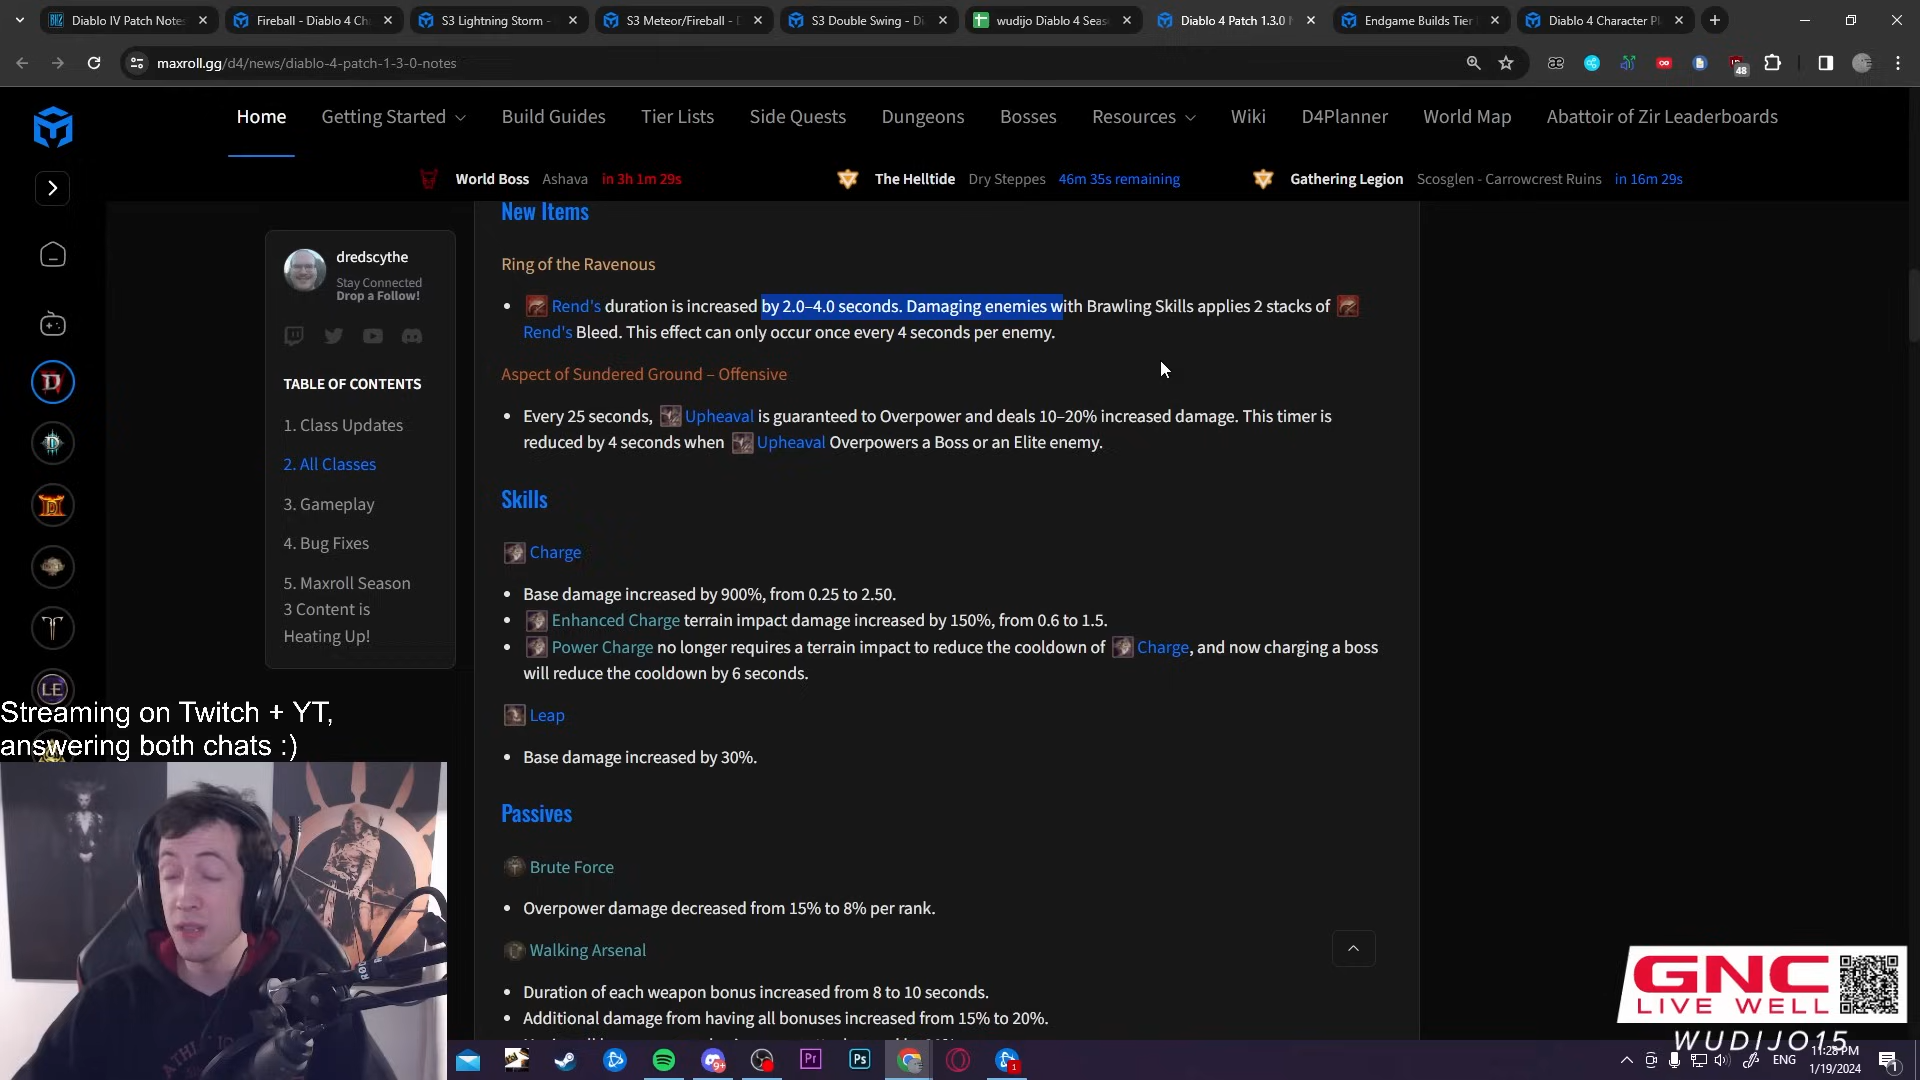 Diablo IV Patch Note
Fireball - Diablo 4 Ch
S3 Lightning Storm -
S3 Meteor/Fireball - D
S3 Double Swing - Di
wudijo Diablo 4 Seas
Diablo 4 Patch 1.3.0 N
Endgame Builds Tier
Diablo 4 Character Pl
maxroll.gg/d4/news/diablo-4-patch-1-3-0-notes
48
Home
Getting Started
Build Guides
Tier Lists
Side Quests
Dungeons
Bosses
Resources
Wiki
D4Planner
World Map
Abattoir of Zir Leaderboards
World Boss Ashava in 3h 1m 29s
The Helltide Dry Steppes 46m 35s remaining
Gathering Legion Scosglen - Carrowcrest Ruins in 16m 29s
dredscythe
Stay Connected
Drop a Follow!
TABLE OF CONTENTS
1. Class Updates
2. All Classes
3. Gameplay
4. Bug Fixes
5. Maxroll Season
3 Content is
Heating Up!
LE
New Items
Ring of the Ravenous
• Rend's duration is increased by 2.0–4.0 seconds. Damaging enemies with Brawling Skills applies 2 stacks of
Rend's Bleed. This effect can only occur once every 4 seconds per enemy.
Aspect of Sundered Ground – Offensive
• Every 25 seconds, Upheaval is guaranteed to Overpower and deals 10–20% increased damage. This timer is
reduced by 4 seconds when Upheaval Overpowers a Boss or an Elite enemy.
Skills
Charge
• Base damage increased by 900%, from 0.25 to 2.50.
• Enhanced Charge terrain impact damage increased by 150%, from 0.6 to 1.5.
• Power Charge no longer requires a terrain impact to reduce the cooldown of Charge, and now charging a boss
will reduce the cooldown by 6 seconds.
Leap
• Base damage increased by 30%.
Passives
Brute Force
• Overpower damage decreased from 15% to 8% per rank.
Walking Arsenal
• Duration of each weapon bonus increased from 8 to 10 seconds.
• Additional damage from having all bonuses increased from 15% to 20%.
Streaming on Twitch + YT,
answering both chats :)
GNC
LIVE WELL
WUDIJO15
9+
Pr
Ps
1
ENG
11:28 PM
1/19/2024
1